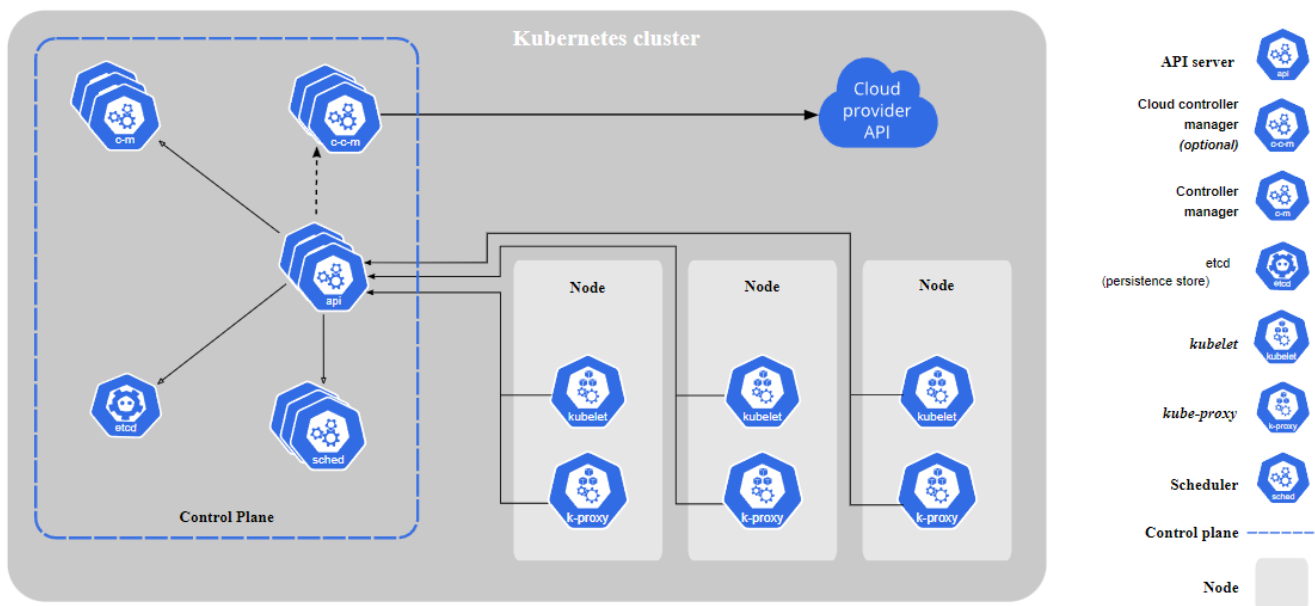 Kubernetes cluster
c-m
c-c-m
Cloud
provider
API
api
etcd
sched
Control Plane
Node
kubelet
k-proxy
Node
kubelet
k-proxy
Node
kubelet
k-proxy
API server
api
Cloud controller
manager
(optional)
c-c-m
Controller
manager
c-m
etcd
(persistence store)
etcd
kubelet
kubelet
kube-proxy
k-proxy
Scheduler
sched
Control plane
Node